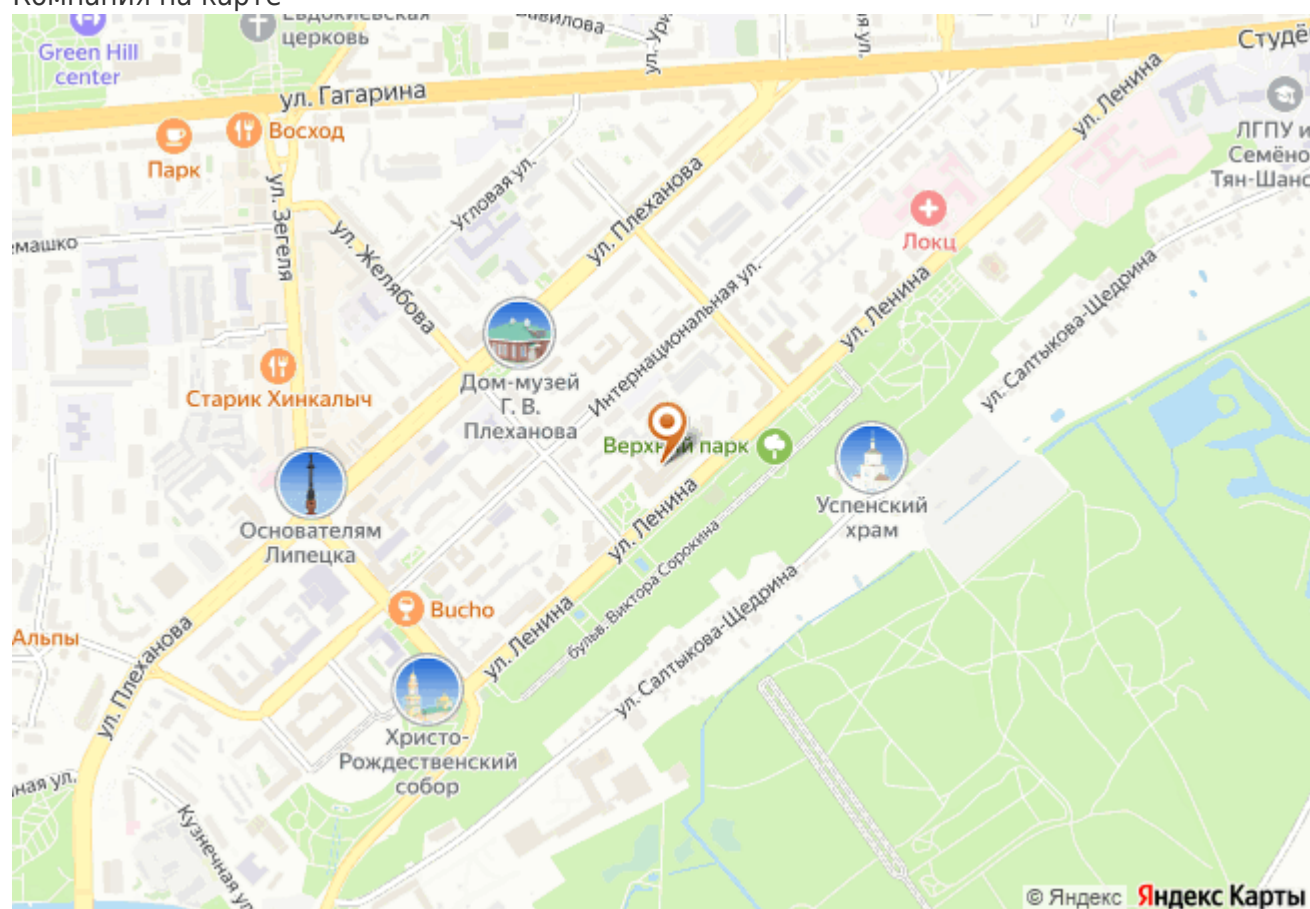 Компания на карте
Green Hill
center
Евдокиевская
церковь
ул. Гагарина
Восход
Парк
ул. Зегеля
Угловая ул.
ул. Плеханова
ул. Ленина
ЛГПУ и
Семёно
Тян-Шанс
Студё
Локц
ул. Желябова
Интернациональная ул.
ул. Ленина
ул. Салтыкова-Щедрина
Старик Хинкалыч
Дом-музей
Г. В.
Плеханова
Верхний парк
Успенский
храм
Основателям
Липецка
ул. Ленина
бульв. Виктора Сорокина
ул. Салтыкова-Щедрина
Bucho
Альпы
ул. Плеханова
ул. Ленина
Христо-
Рождественский
собор
ная ул.
Кузнечная ул.
© Яндекс Яндекс Карты